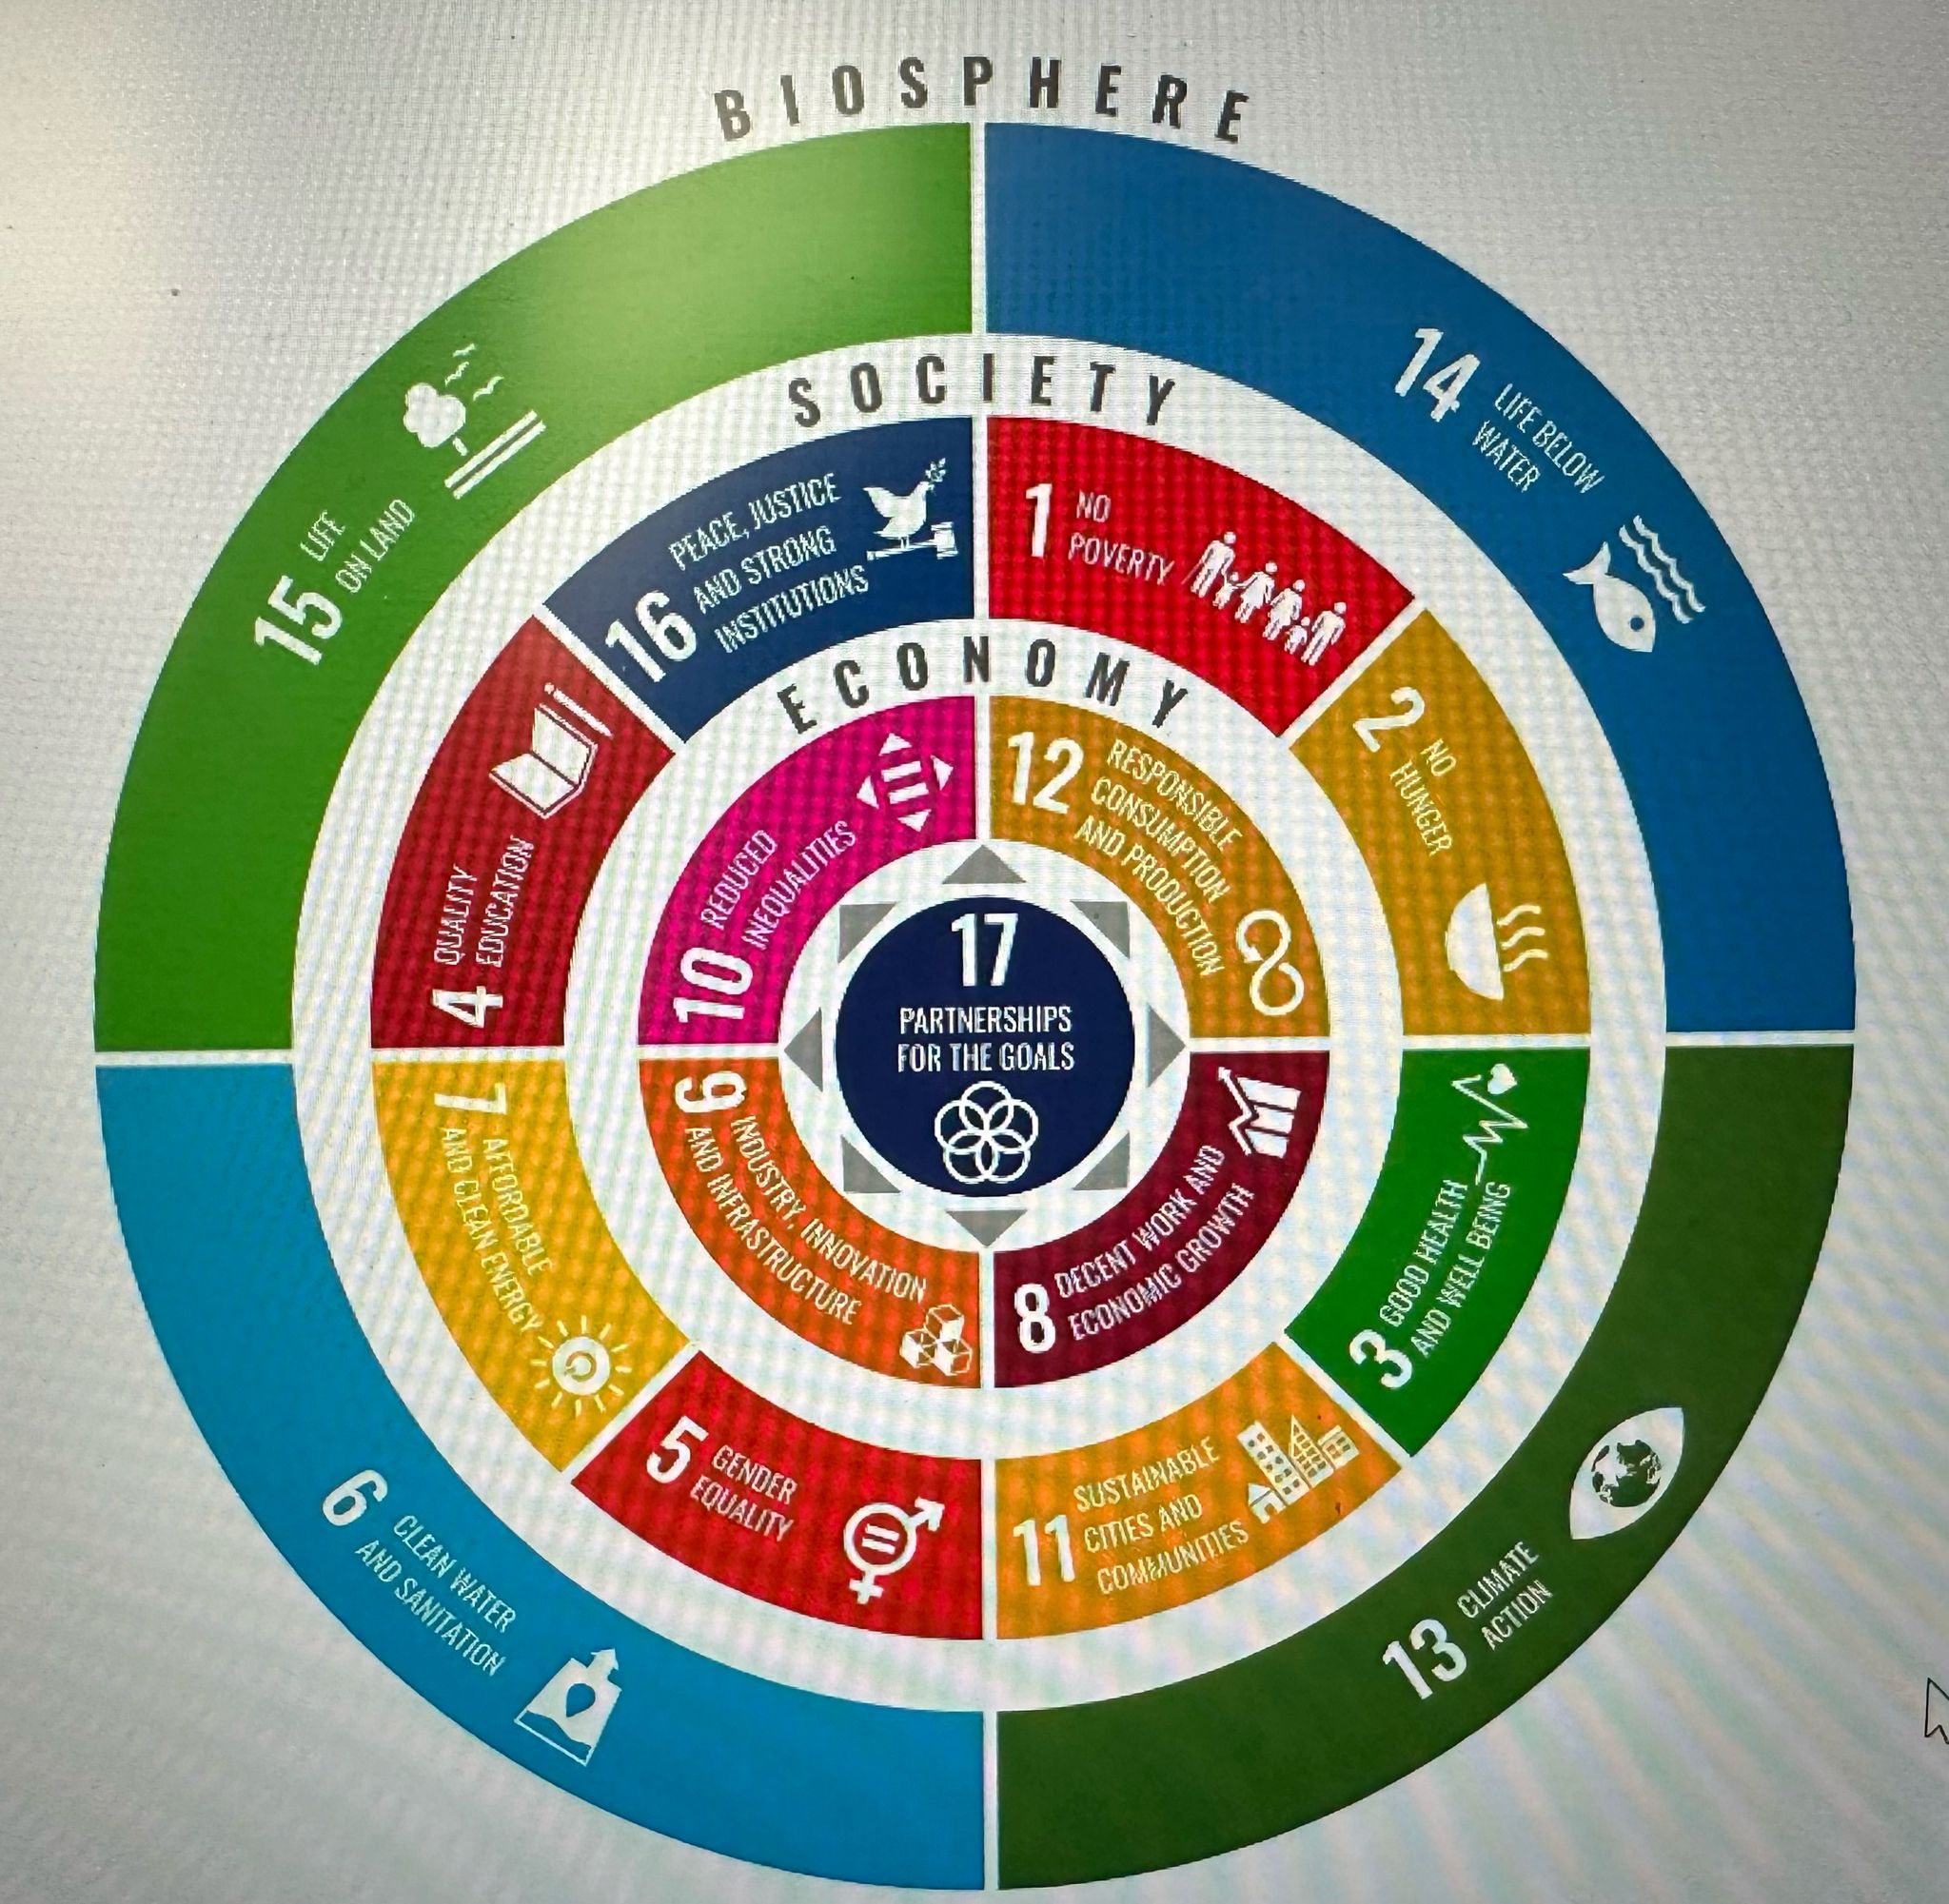 BIOSPHERE
15
LIFE
ON LAND
14
LIFE BELOW
WATER
6
CLEAN WATER
AND SANITATION
13
CLIMATE
ACTION
SOCIETY
16
PEACE, JUSTICE
AND STRONG
INSTITUTIONS
1
NO
POVERTY
2
NO
HUNGER
3
GOOD HEALTH
AND WELL BEING
11
SUSTAINABLE
CITIES AND
COMMUNITIES
5
GENDER
EQUALITY
7
AFFORDABLE
AND CLEAN ENERGY
4
QUALITY
EDUCATION
ECONOMY
10
REDUCED
INEQUALITIES
12
RESPONSIBLE
CONSUMPTION
AND PRODUCTION
8
DECENT WORK AND
ECONOMIC GROWTH
9
INDUSTRY, INNOVATION
AND INFRASTRUCTURE
17
PARTNERSHIPS
FOR THE GOALS